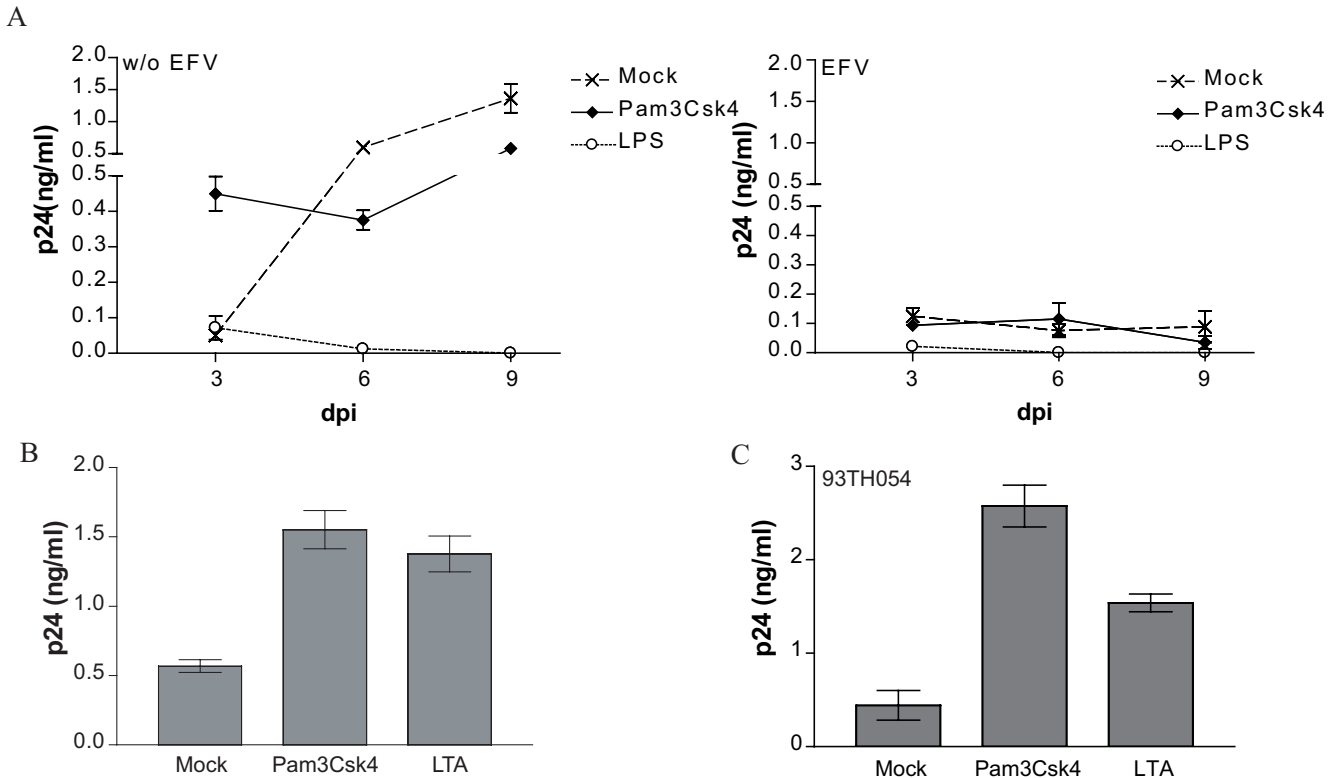 A
w/o EFV
2.0
1.5
1.0
0.5
0.5
0.4
0.3
0.2
0.1
0.0
p24(ng/ml)
3 6 9
dpi
Mock
Pam3Csk4
LPS
EFV
2.0
1.5
1.0
0.5
0.5
0.4
0.3
0.2
0.1
0.0
p24 (ng/ml)
3 6 9
dpi
Mock
Pam3Csk4
LPS
B
2.0
1.5
1.0
0.5
0.0
p24 (ng/ml)
Mock Pam3Csk4 LTA
C
93TH054
3
2
1
0
p24 (ng/ml)
Mock Pam3Csk4 LTA